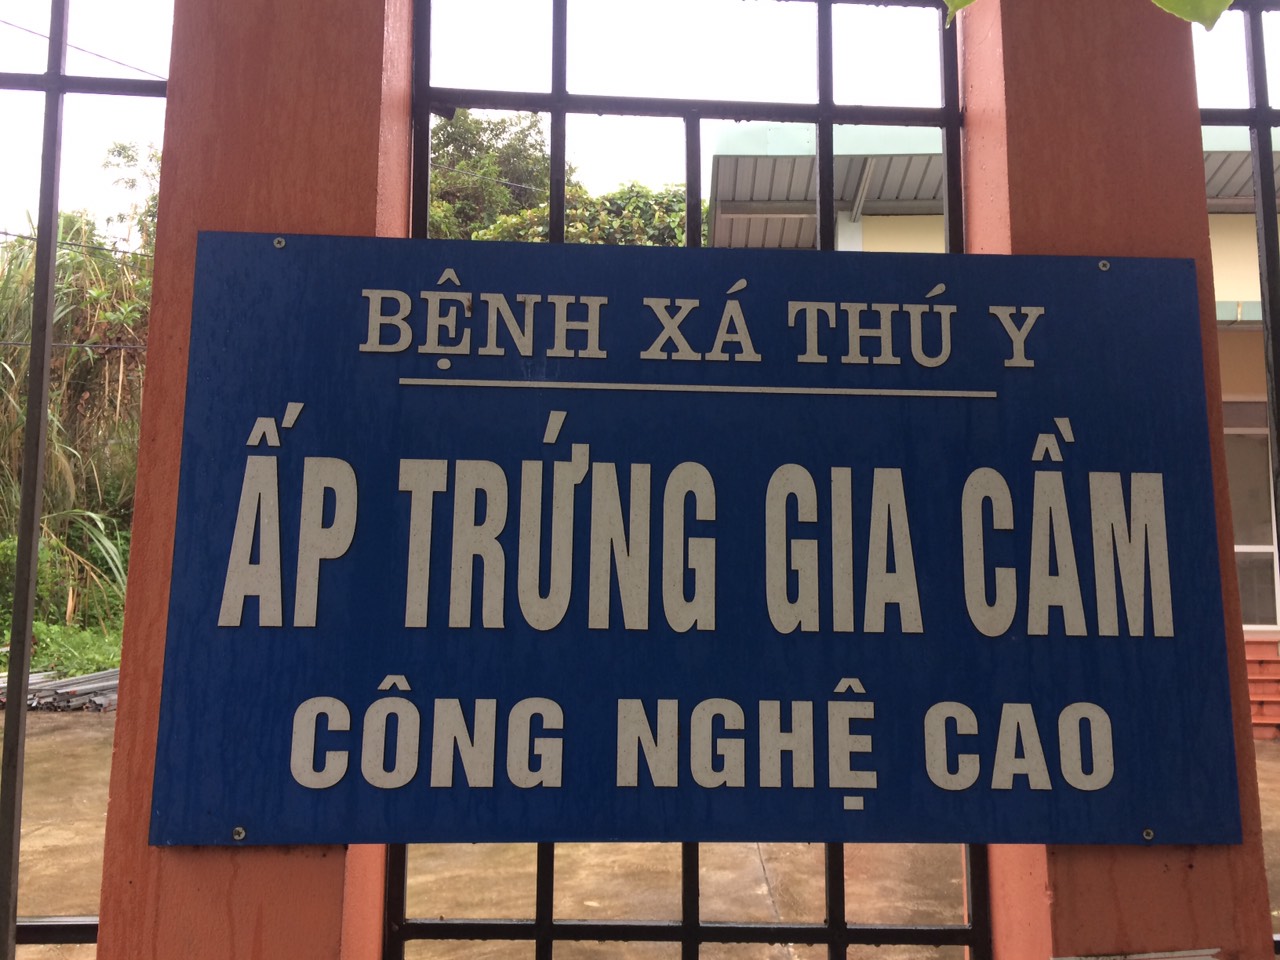 BỆNH XÁ THÚ Y
ẤP TRỨNG GIA CẦM
CÔNG NGHỆ CAO